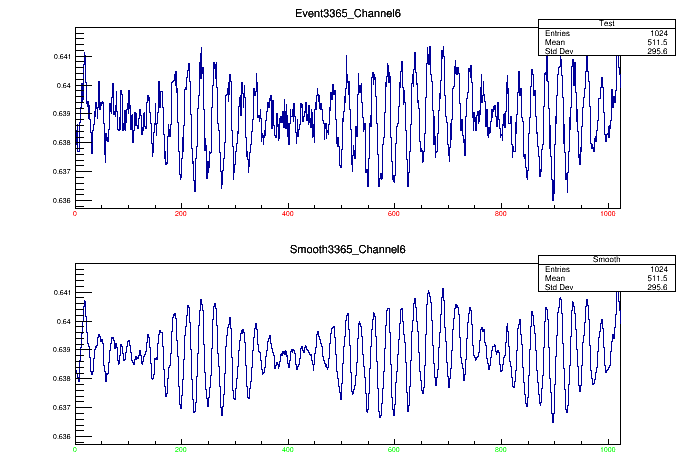 Event3365_Channel6
Test
Entries 1024
Mean 511.5
Std Dev 295.6
0.641
0.64
0.639
0.638
0.637
0.636
0 200 400 600 800 1000
Smooth3365_Channel6
Smooth
Entries 1024
Mean 511.5
Std Dev 295.6
0.641
0.64
0.639
0.638
0.637
0.636
0 200 400 600 800 1000